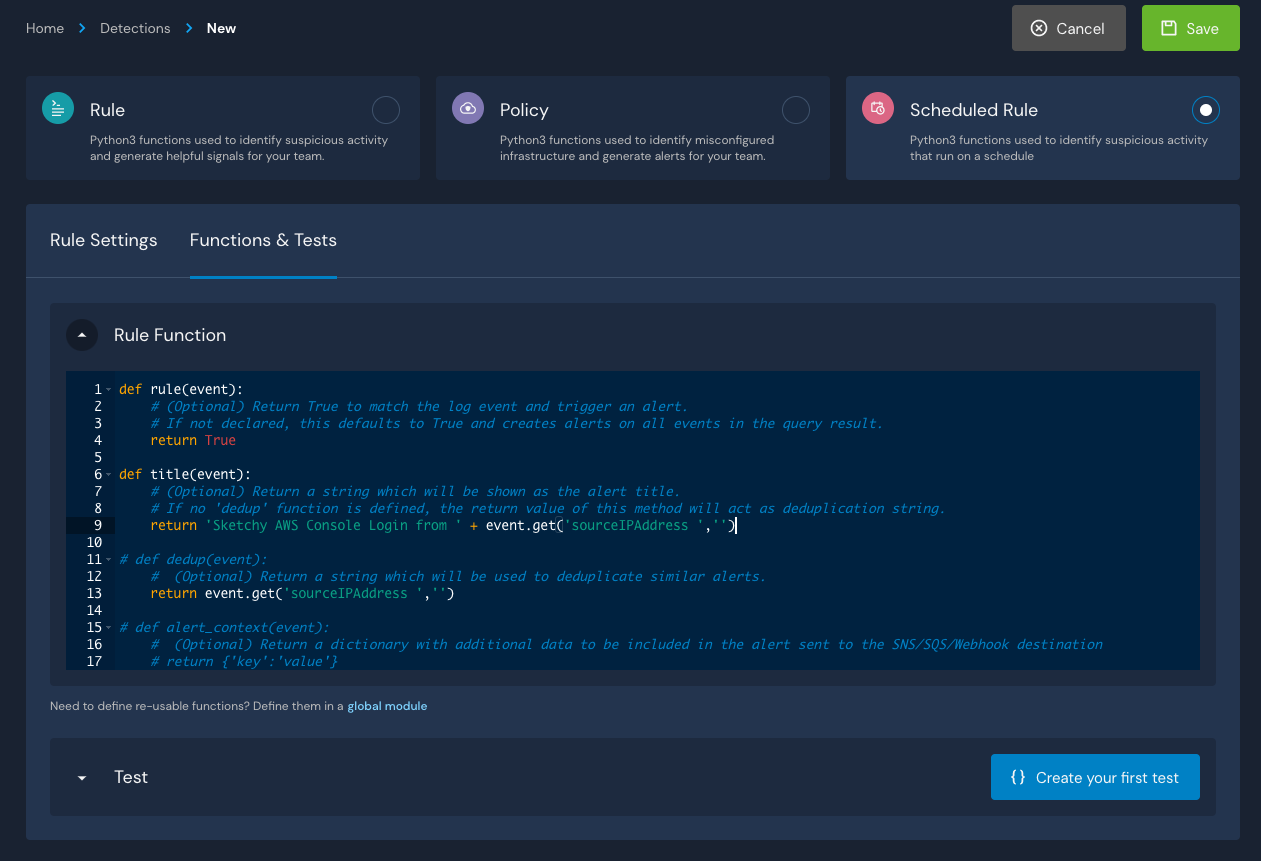 Home > Detections > New
Cancel
Save
Rule
Python3 functions used to identify suspicious activity
and generate helpful signals for your team.
Policy
Python3 functions used to identify misconfigured
infrastructure and generate alerts for your team.
Scheduled Rule
Python3 functions used to identify suspicious activity
that run on a schedule
Rule Settings
Functions & Tests
Rule Function
1 def rule(event):
2     # (Optional) Return True to match the log event and trigger an alert.
3     # If not declared, this defaults to True and creates alerts on all events in the query result.
4     return True
5
6 def title(event):
7     # (Optional) Return a string which will be shown as the alert title.
8     # If no 'dedup' function is defined, the return value of this method will act as deduplication string.
9     return 'Sketchy AWS Console Login from ' + event.get('sourceIPAddress ','')
10
11 # def dedup(event):
12     #  (Optional) Return a string which will be used to deduplicate similar alerts.
13     return event.get('sourceIPAddress ','')
14
15 # def alert_context(event):
16     #  (Optional) Return a dictionary with additional data to be included in the alert sent to the SNS/SQS/Webhook destination
17     # return {'key':'value'}
Need to define re-usable functions? Define them in a global module
Test
{} Create your first test